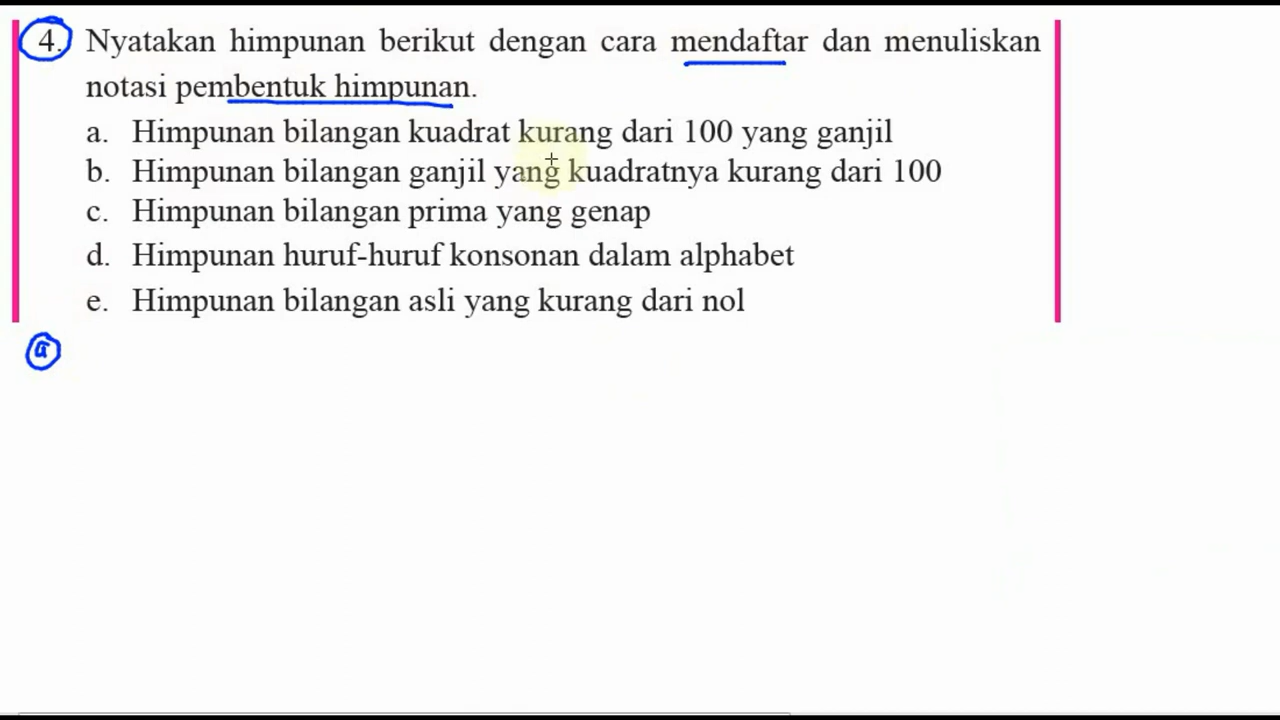 4. Nyatakan himpunan berikut dengan cara mendaftar dan menuliskan
notasi pembentuk himpunan.
a. Himpunan bilangan kuadrat kurang dari 100 yang ganjil
b. Himpunan bilangan ganjil yang kuadratnya kurang dari 100
c. Himpunan bilangan prima yang genap
d. Himpunan huruf-huruf konsonan dalam alphabet
e. Himpunan bilangan asli yang kurang dari nol
a